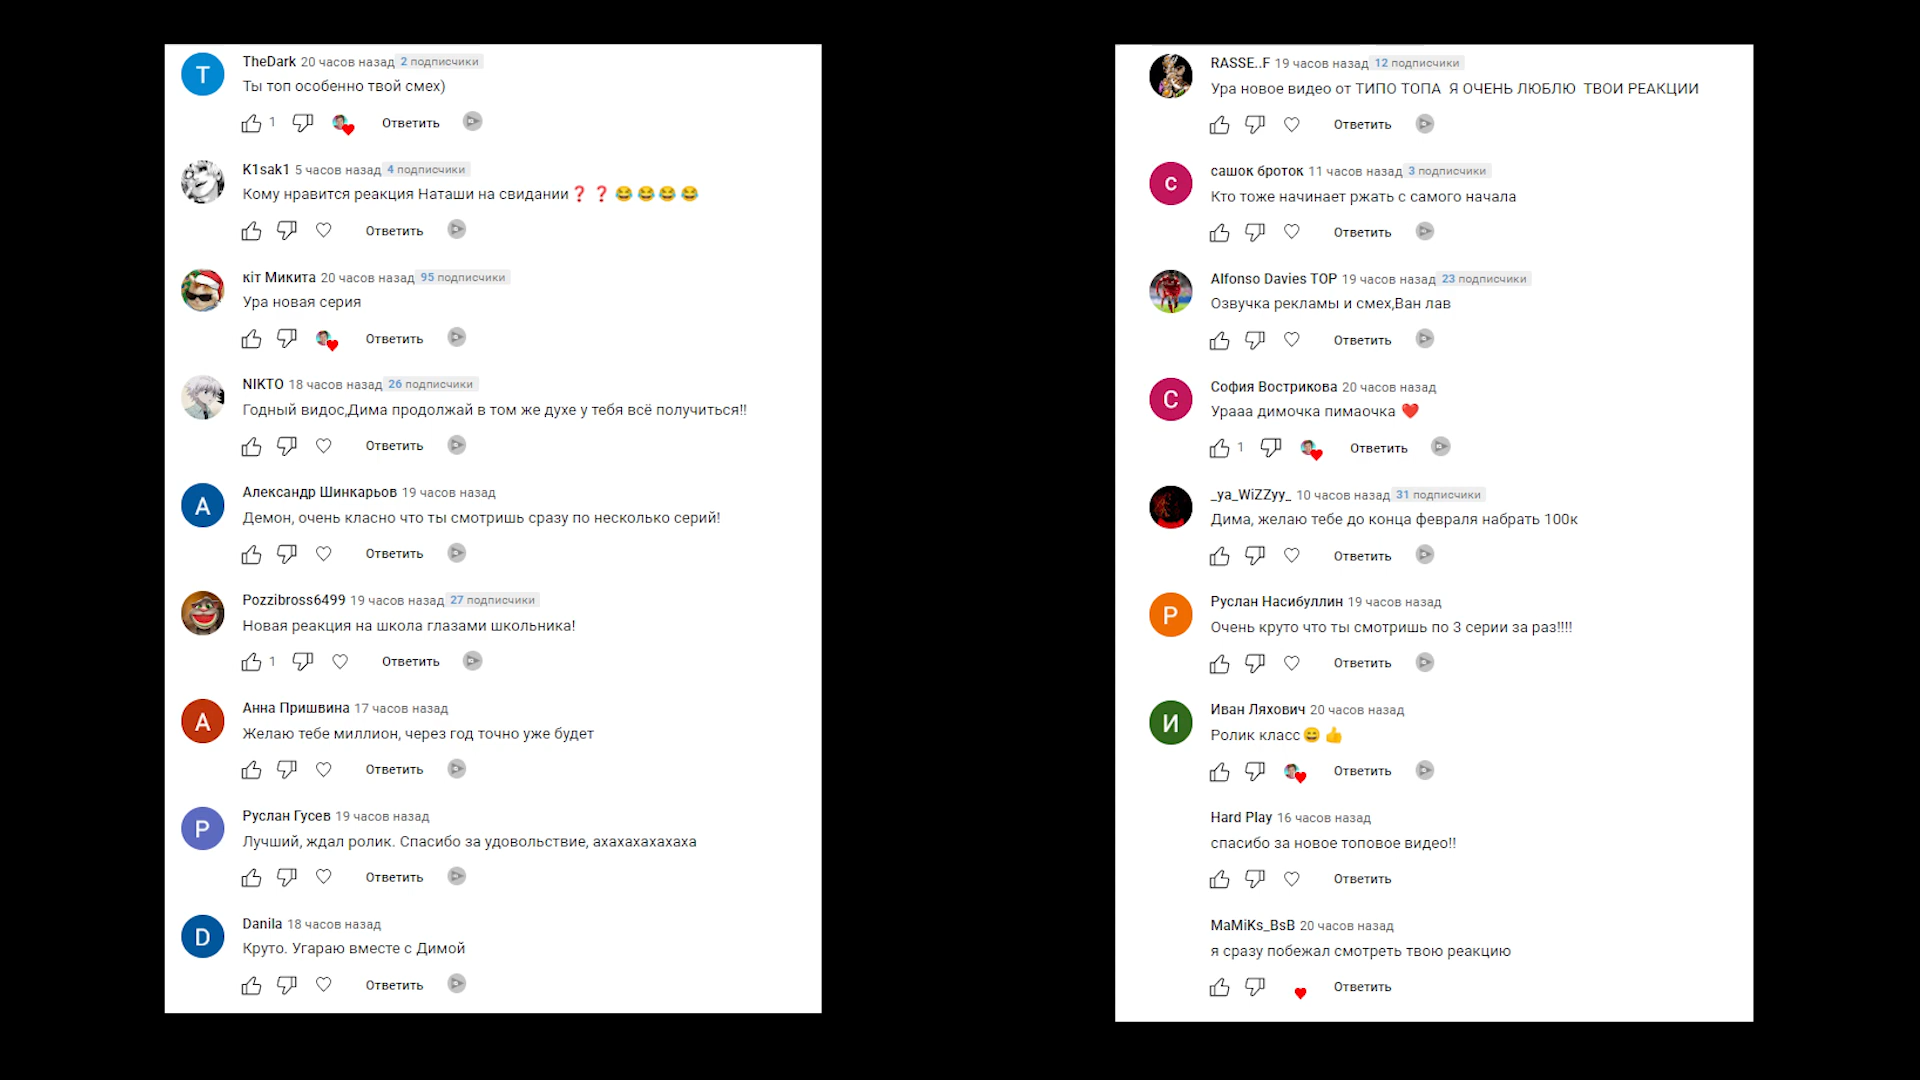 T
TheDark 20 часов назад 2 подписчики
Ты топ особенно твой смех)
1 Ответить
K1sak1 5 часов назад 4 подписчики
Кому нравится реакция Наташи на свидании❓ ❓ 😂 😂 😂 😂
Ответить
кіт Микита 20 часов назад 95 подписчики
Ура новая серия
Ответить
NIKTO 18 часов назад 26 подписчики
Годный видос,Дима продолжай в том же духе у тебя всё получиться!!
Ответить
A
Александр Шинкарьов 19 часов назад
Демон, очень класно что ты смотришь сразу по несколько серий!
Ответить
Pozzibross6499 19 часов назад 27 подписчики
Новая реакция на школа глазами школьника!
1 Ответить
А
Анна Пришвина 17 часов назад
Желаю тебе миллион, через год точно уже будет
Ответить
Р
Руслан Гусев 19 часов назад
Лучший, ждал ролик. Спасибо за удовольствие, ахахахахахаха
Ответить
D
Danila 18 часов назад
Круто. Угараю вместе с Димой
Ответить
RASSE..F 19 часов назад 12 подписчики
Ура новое видео от ТИПО ТОПА Я ОЧЕНЬ ЛЮБЛЮ ТВОИ РЕАКЦИИ
Ответить
с
сашок броток 11 часов назад 3 подписчики
Кто тоже начинает ржать с самого начала
Ответить
Alfonso Davies TOP 19 часов назад 23 подписчики
Озвучка рекламы и смех,Ван лав
Ответить
С
София Вострикова 20 часов назад
Урааа димочка пимаочка ❤️
1 Ответить
_ya_WiZZyy_ 10 часов назад 31 подписчики
Дима, желаю тебе до конца февраля набрать 100к
Ответить
Р
Руслан Насибуллин 19 часов назад
Очень круто что ты смотришь по 3 серии за раз!!!!
Ответить
И
Иван Ляхович 20 часов назад
Ролик класс😄 👍
Ответить
Hard Play 16 часов назад
спасибо за новое топовое видео!!
Ответить
MaMiKs_BsB 20 часов назад
я сразу побежал смотреть твою реакцию
Ответить